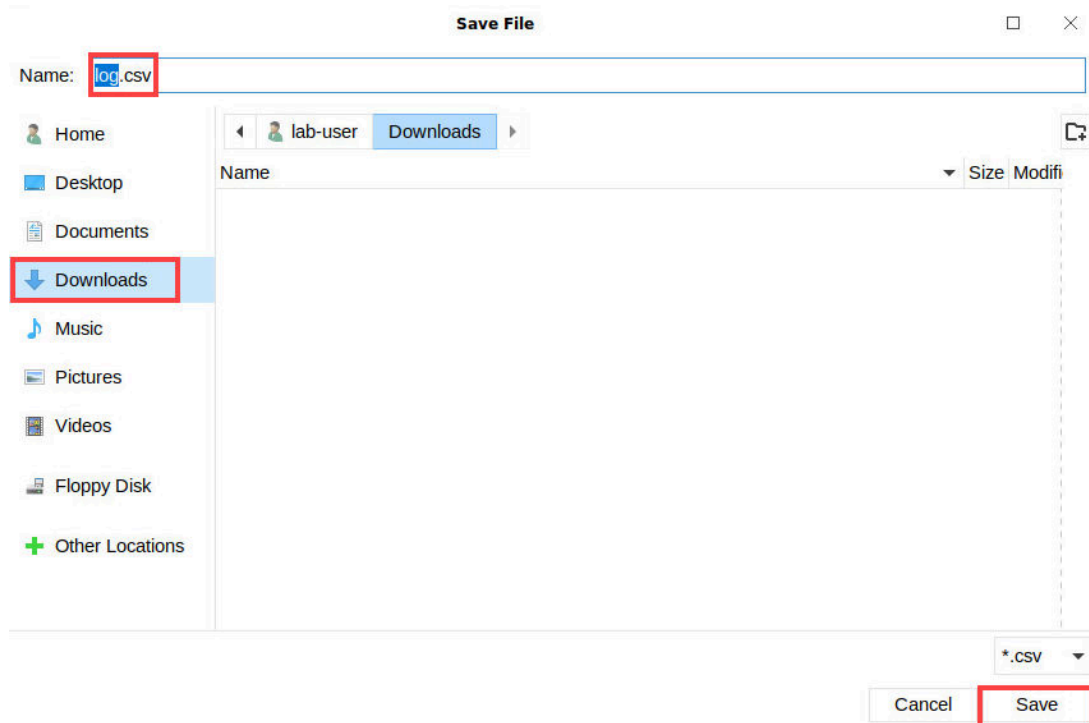 Save File
Name: log.csv
Home
Desktop
Documents
Downloads
Music
Pictures
Videos
Floppy Disk
Other Locations
lab-user Downloads
Name Size Modifi
*.csv
Cancel Save